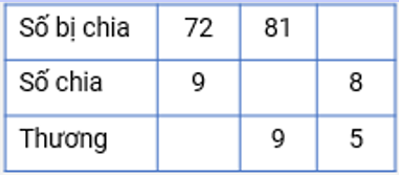 Số bị chia 72 81
Số chia 9 8
Thương 9 5